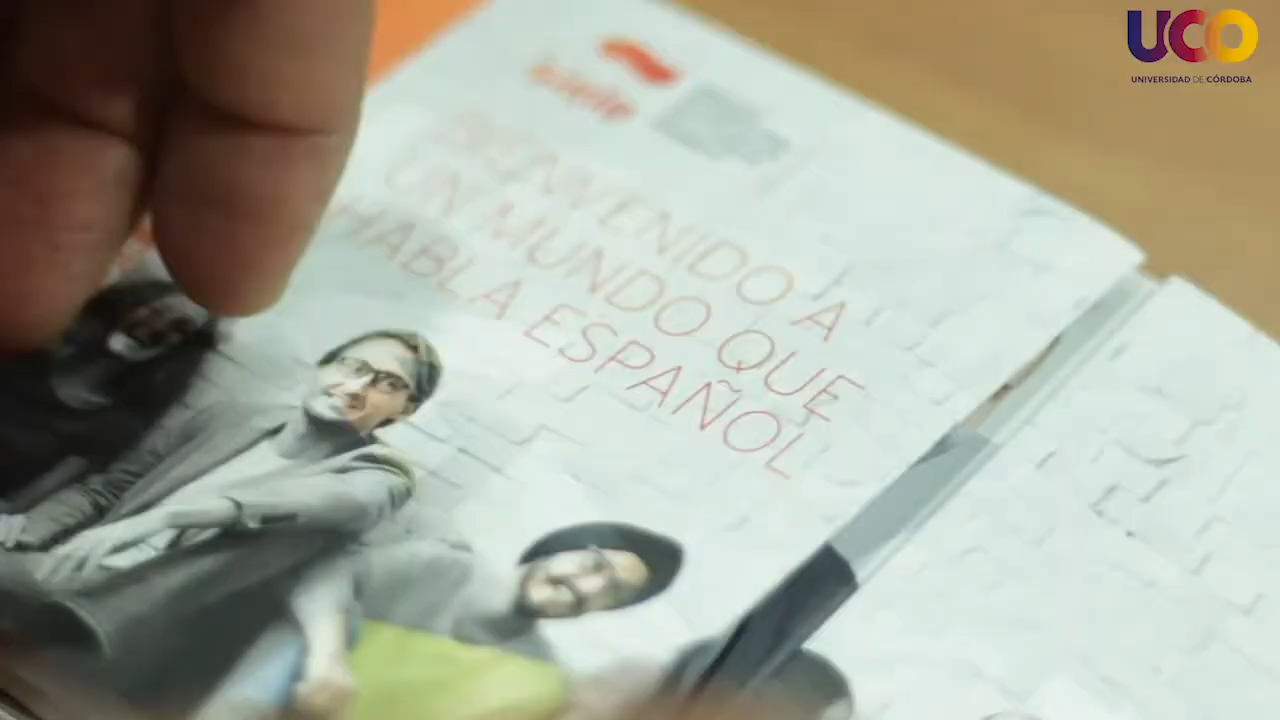 UCO
UNIVERSIDAD DE CÓRDOBA
BIENVENIDO A
UN MUNDO QUE
HABLA ESPAÑOL